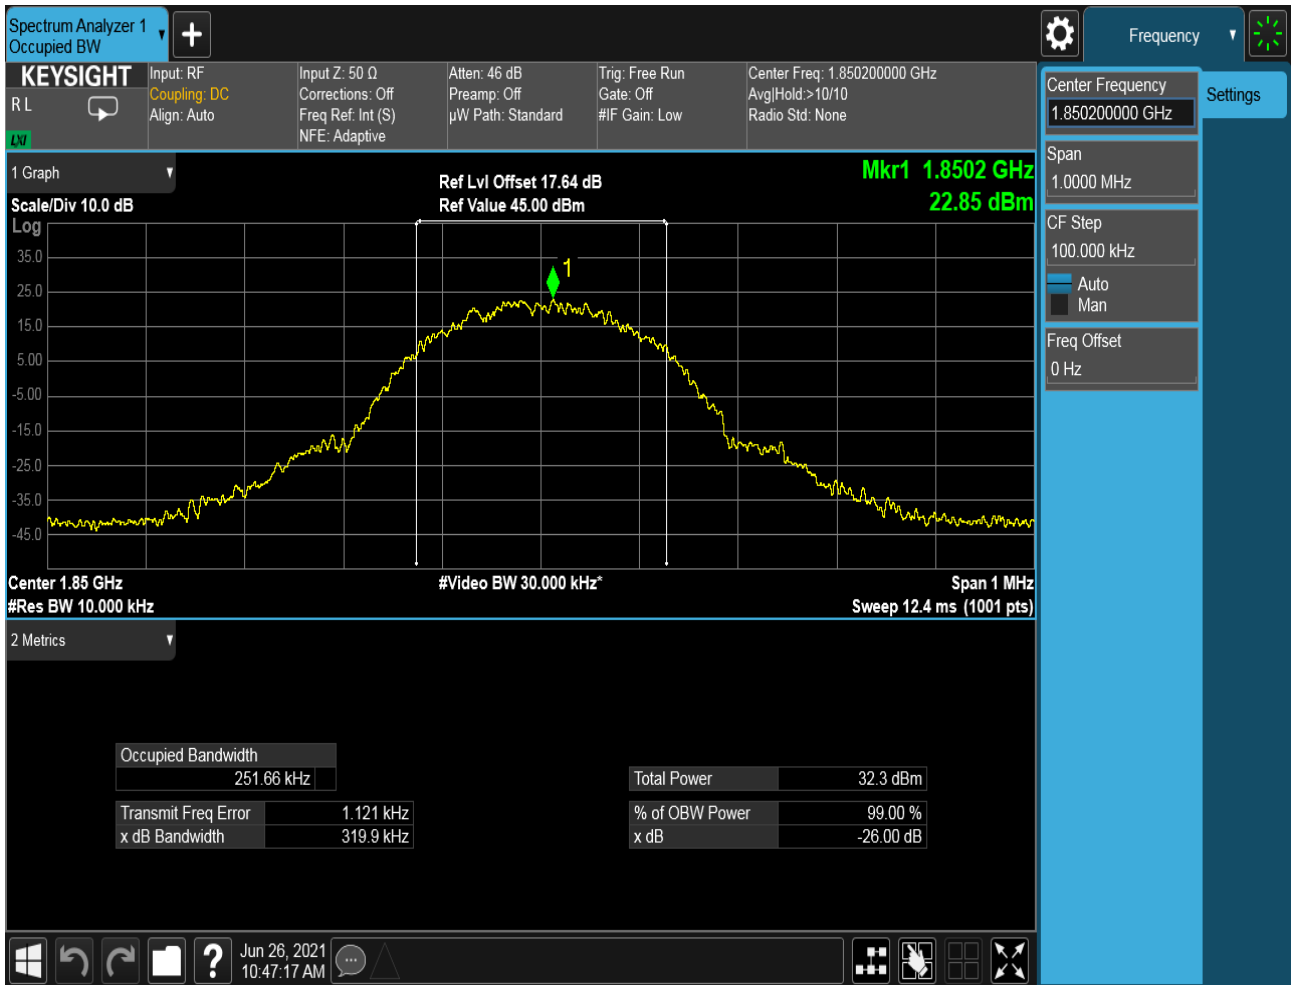 Spectrum Analyzer 1
Occupied BW
Frequency
KEYSIGHT
R L
LXI
Input: RF
Coupling: DC
Align: Auto
Input Z: 50 Ω
Corrections: Off
Freq Ref: Int (S)
NFE: Adaptive
Atten: 46 dB
Preamp: Off
µW Path: Standard
Trig: Free Run
Gate: Off
#IF Gain: Low
Center Freq: 1.850200000 GHz
Avg|Hold:>10/10
Radio Std: None
Center Frequency
1.850200000 GHz
Settings
Span
1.0000 MHz
CF Step
100.000 kHz
Auto
Man
Freq Offset
0 Hz
1 Graph
Scale/Div 10.0 dB
Log
Ref Lvl Offset 17.64 dB
Ref Value 45.00 dBm
Mkr1 1.8502 GHz
22.85 dBm
1
35.0
25.0
15.0
5.00
-5.00
-15.0
-25.0
-35.0
-45.0
Center 1.85 GHz
#Res BW 10.000 kHz
#Video BW 30.000 kHz*
Span 1 MHz
Sweep 12.4 ms (1001 pts)
2 Metrics
Occupied Bandwidth
251.66 kHz
Transmit Freq Error 1.121 kHz
x dB Bandwidth 319.9 kHz
Total Power 32.3 dBm
% of OBW Power 99.00 %
x dB -26.00 dB
?
Jun 26, 2021
10:47:17 AM